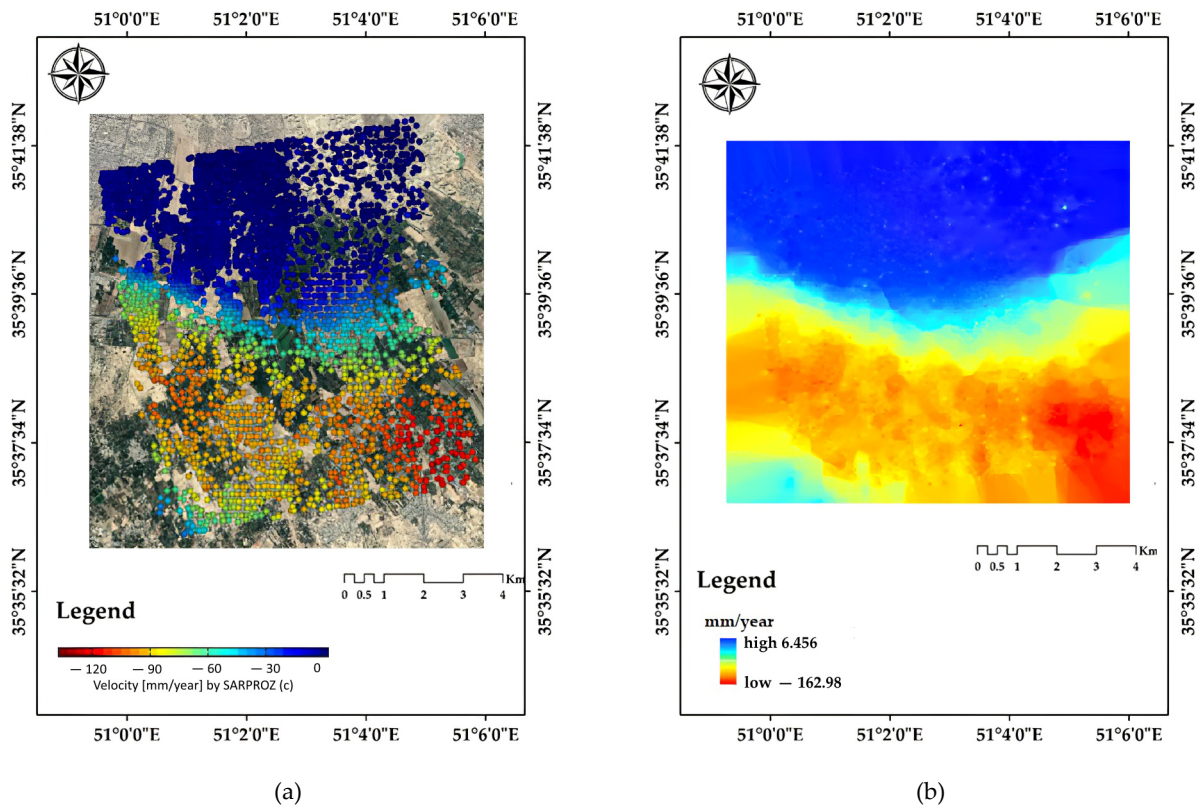 51°0'0"E 51°2'0"E 51°4'0"E 51°6'0"E
51°0'0"E 51°2'0"E 51°4'0"E 51°6'0"E
35°41'38"N
35°39'36"N
35°37'34"N
35°35'32"N
35°41'38"N
35°39'36"N
35°37'34"N
35°35'32"N
35°41'38"N
35°39'36"N
35°37'34"N
35°35'32"N
35°41'38"N
35°39'36"N
35°37'34"N
35°35'32"N
Km
0 0.5 1 2 3 4
Legend
— 120 — 90 — 60 — 30 0
Velocity [mm/year] by SARPROZ (c)
Km
0 0.5 1 2 3 4
Legend
mm/year
high 6.456
low — 162.98
51°0'0"E 51°2'0"E 51°4'0"E 51°6'0"E
51°0'0"E 51°2'0"E 51°4'0"E 51°6'0"E
(a)
(b)